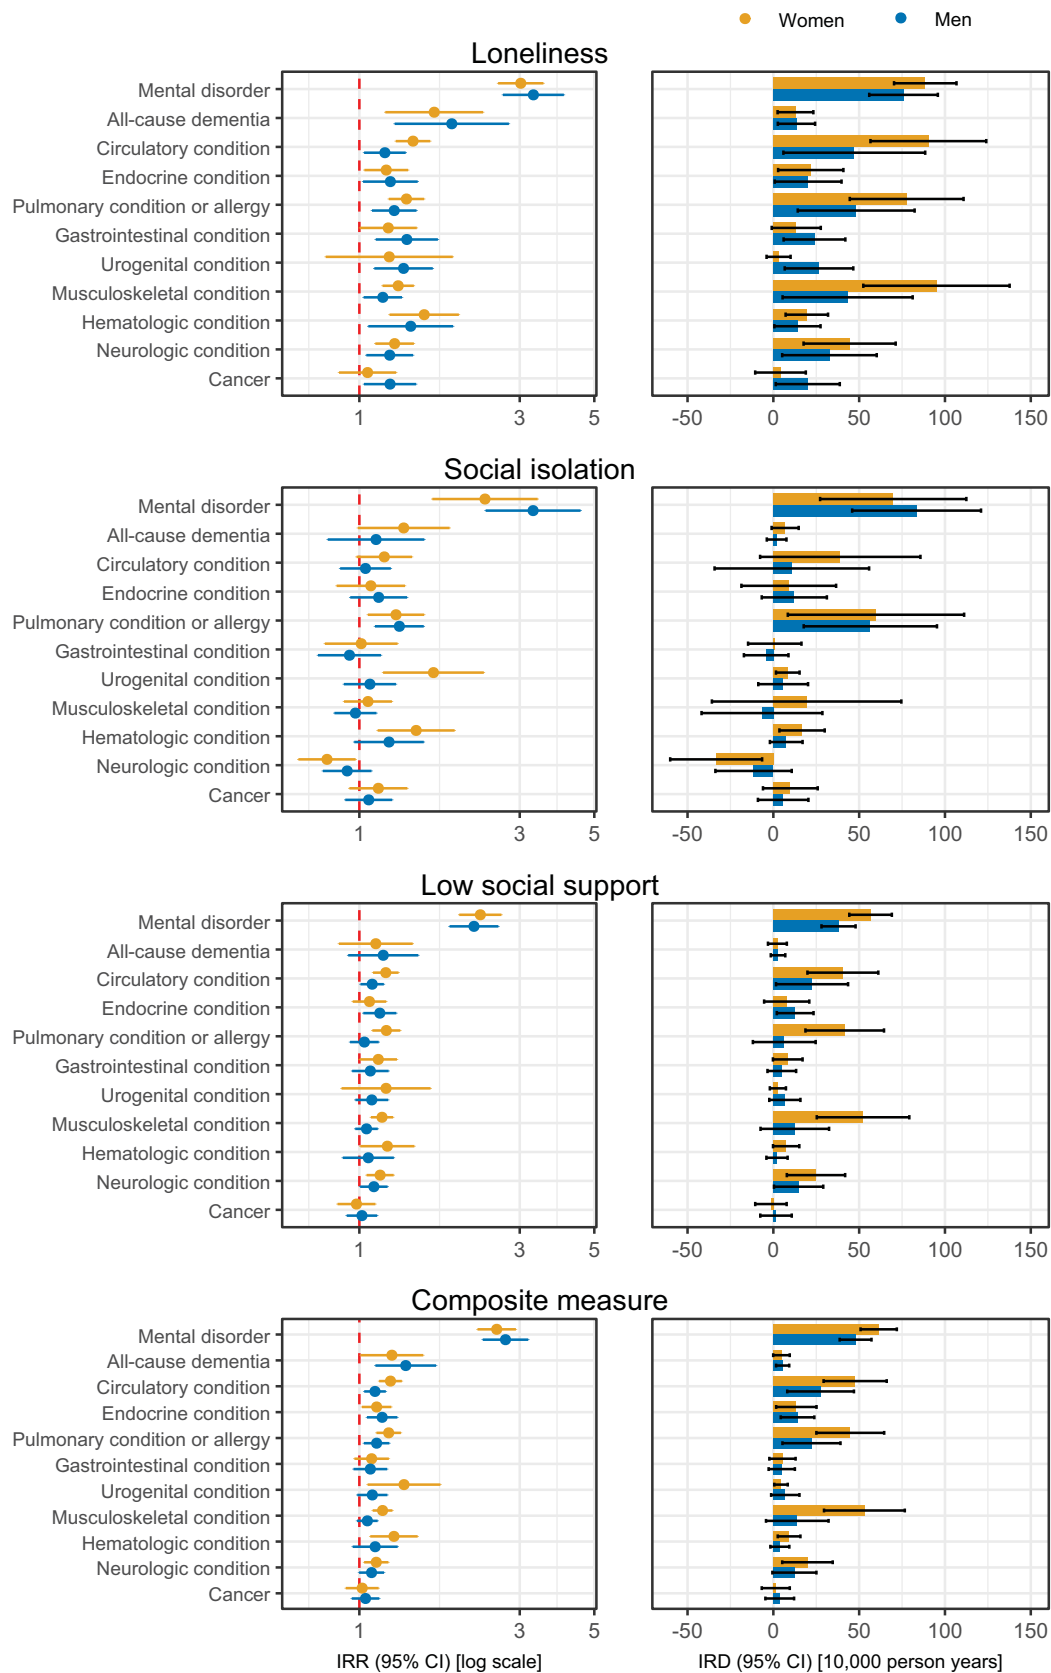 Women Men
Loneliness
Mental disorder
All-cause dementia
Circulatory condition
Endocrine condition
Pulmonary condition or allergy
Gastrointestinal condition
Urogenital condition
Musculoskeletal condition
Hematologic condition
Neurologic condition
Cancer
1 3 5 -50 0 50 100 150
Social isolation
Mental disorder
All-cause dementia
Circulatory condition
Endocrine condition
Pulmonary condition or allergy
Gastrointestinal condition
Urogenital condition
Musculoskeletal condition
Hematologic condition
Neurologic condition
Cancer
1 3 5 -50 0 50 100 150
Low social support
Mental disorder
All-cause dementia
Circulatory condition
Endocrine condition
Pulmonary condition or allergy
Gastrointestinal condition
Urogenital condition
Musculoskeletal condition
Hematologic condition
Neurologic condition
Cancer
1 3 5 -50 0 50 100 150
Composite measure
Mental disorder
All-cause dementia
Circulatory condition
Endocrine condition
Pulmonary condition or allergy
Gastrointestinal condition
Urogenital condition
Musculoskeletal condition
Hematologic condition
Neurologic condition
Cancer
1 3 5 -50 0 50 100 150
IRR (95% CI) [log scale] IRD (95% CI) [10,000 person years]